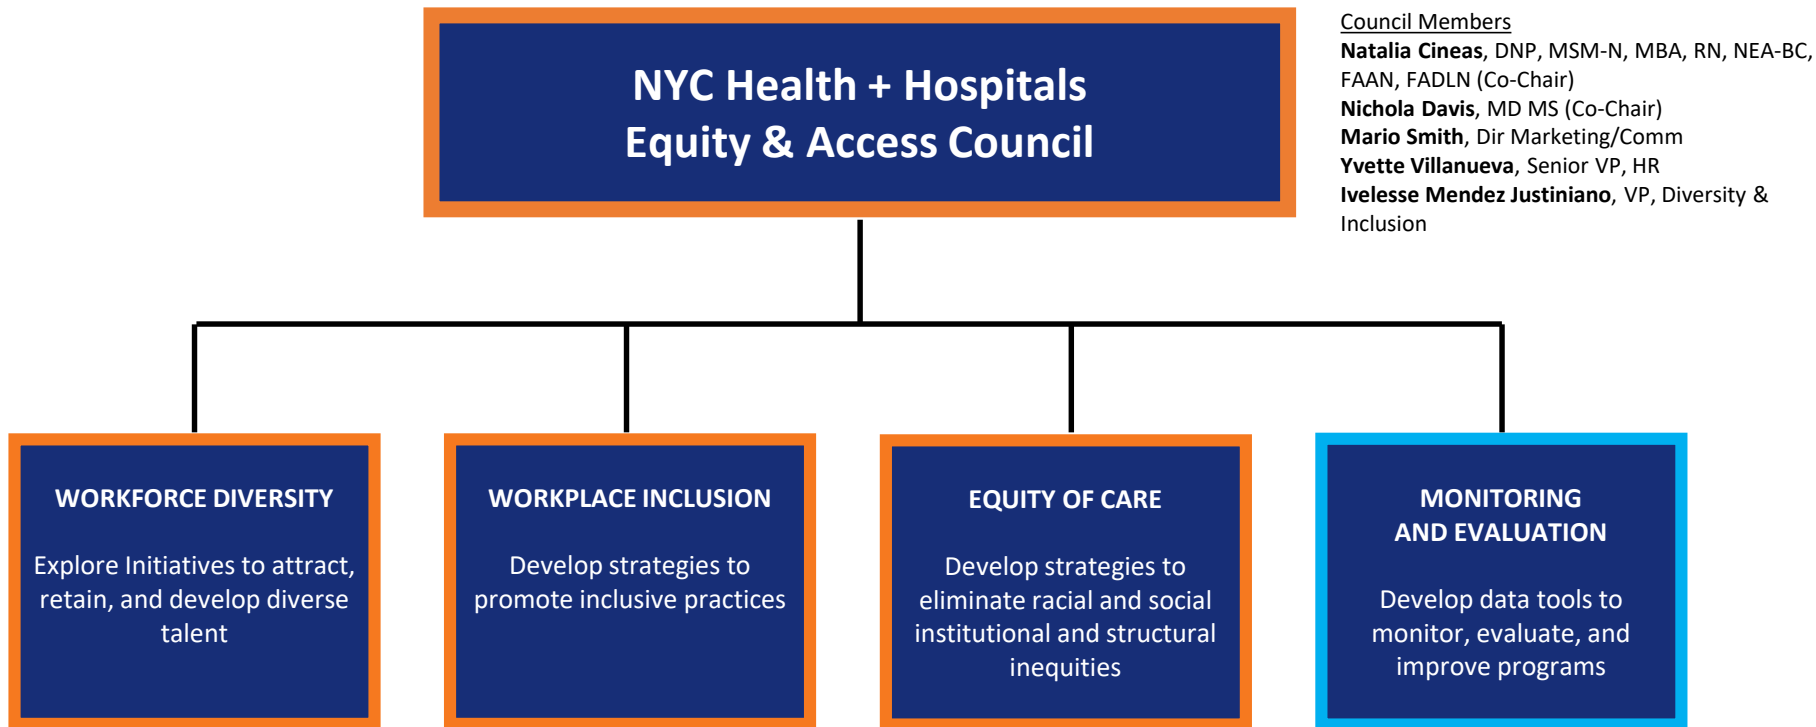 NYC Health + Hospitals
Equity & Access Council
Council Members
Natalia Cineas, DNP, MSM-N, MBA, RN, NEA-BC,
FAAN, FADLN (Co-Chair)
Nichola Davis, MD MS (Co-Chair)
Mario Smith, Dir Marketing/Comm
Yvette Villanueva, Senior VP, HR
Ivelesse Mendez Justiniano, VP, Diversity &
Inclusion
WORKFORCE DIVERSITY
Explore Initiatives to attract,
retain, and develop diverse
talent
WORKPLACE INCLUSION
Develop strategies to
promote inclusive practices
EQUITY OF CARE
Develop strategies to
eliminate racial and social
institutional and structural
inequities
MONITORING
AND EVALUATION
Develop data tools to
monitor, evaluate, and
improve programs